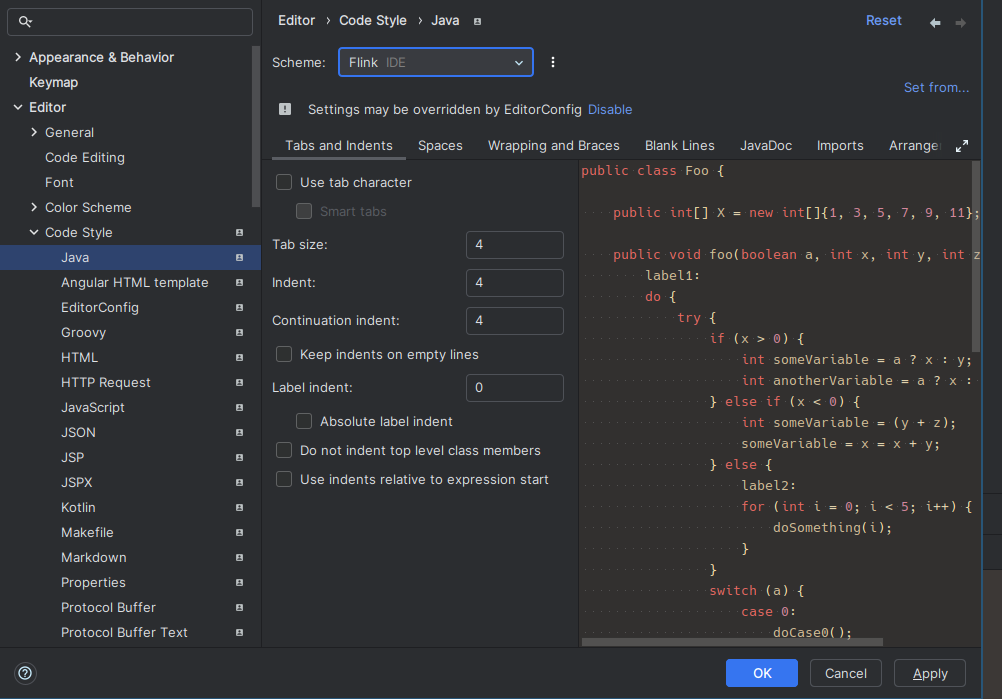 Editor › Code Style › Java
Reset
Scheme: Flink IDE
Set from...
Settings may be overridden by EditorConfig Disable
Appearance & Behavior
Keymap
Editor
General
Code Editing
Font
Color Scheme
Code Style
Java
Angular HTML template
EditorConfig
Groovy
HTML
HTTP Request
JavaScript
JSON
JSP
JSPX
Kotlin
Makefile
Markdown
Properties
Protocol Buffer
Protocol Buffer Text
Tabs and Indents Spaces Wrapping and Braces Blank Lines JavaDoc Imports Arrange
Use tab character
Smart tabs
Tab size: 4
Indent: 4
Continuation indent: 4
Keep indents on empty lines
Label indent: 0
Absolute label indent
Do not indent top level class members
Use indents relative to expression start
public class Foo {
public int[] X = new int[]{1, 3, 5, 7, 9, 11};
public void foo(boolean a, int x, int y, int z
label1:
do {
try {
if (x > 0) {
int someVariable = a ? x : y;
int anotherVariable = a ? x :
} else if (x < 0) {
int someVariable = (y + z);
someVariable = x = x + y;
} else {
label2:
for (int i = 0; i < 5; i++) {
doSomething(i);
}
}
switch (a) {
case 0:
doCase0();
OK Cancel Apply